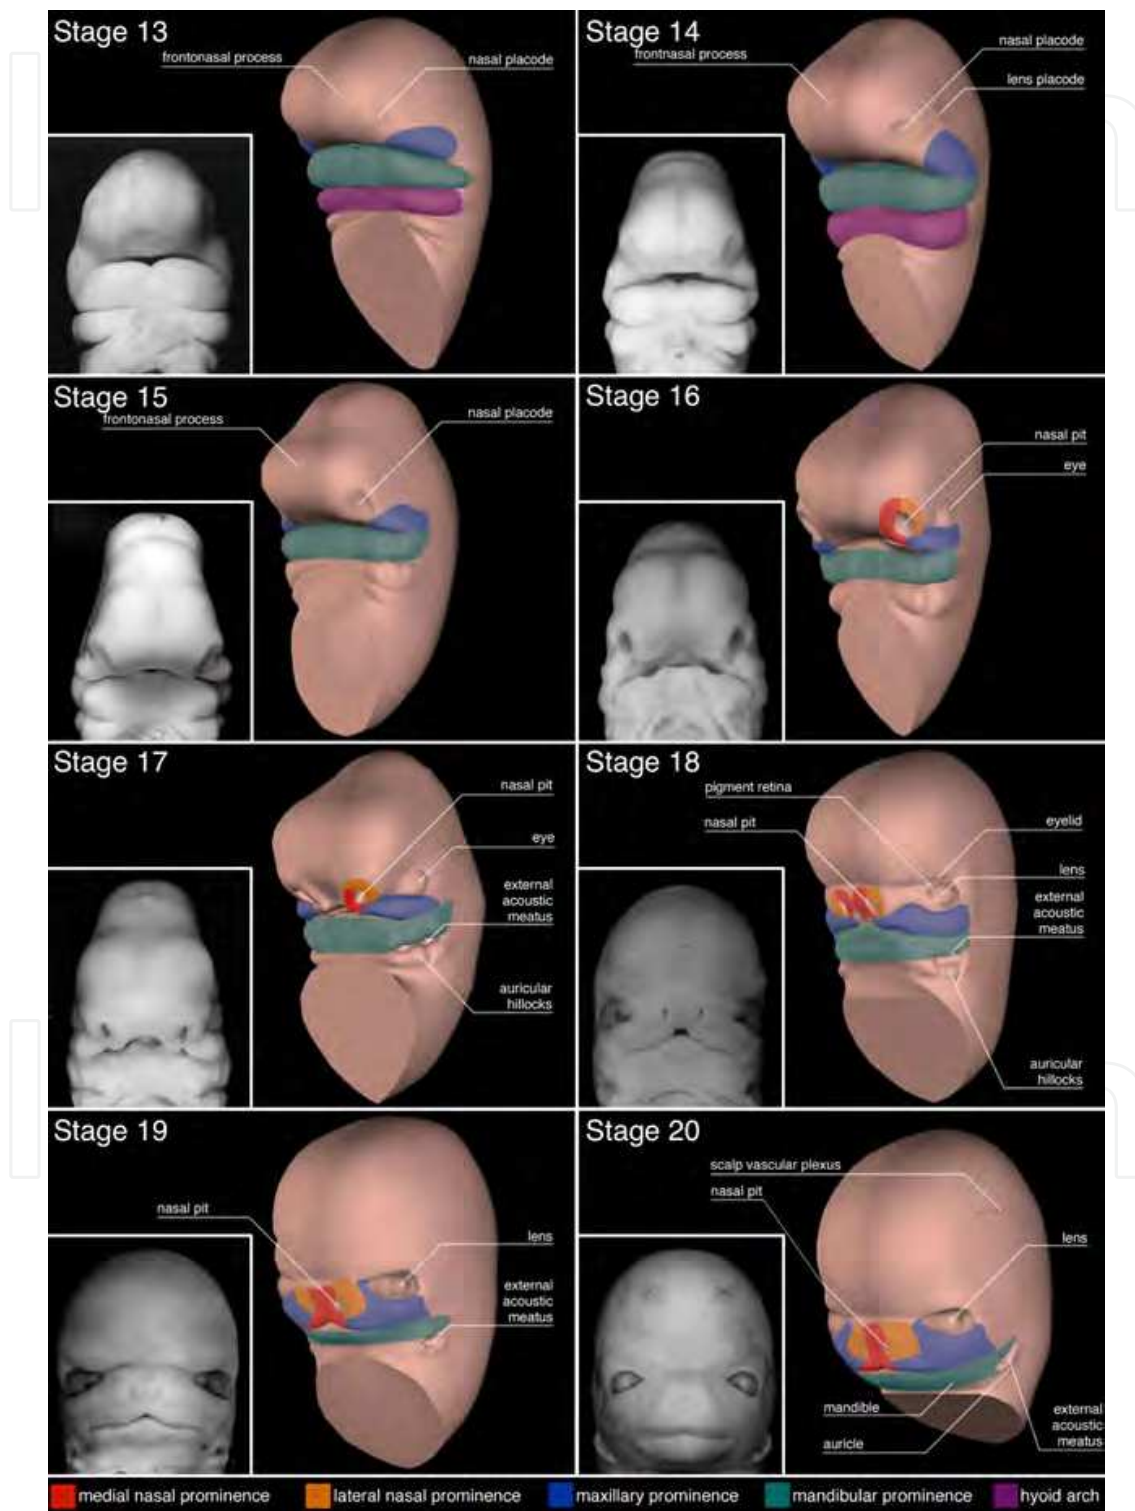 Stage 13
frontonasal process
nasal placode
Stage 14
frontnasal process
nasal placode
lens placode
Stage 15
frontonasal process
nasal placode
Stage 16
nasal pit
eye
Stage 17
nasal pit
eye
external
acoustic
meatus
auricular
hillocks
Stage 18
pigment retina
nasal pit
eyelid
lens
external
acoustic
meatus
auricular
hillocks
Stage 19
nasal pit
lens
external
acoustic
meatus
Stage 20
scalp vascular plexus
nasal pit
lens
mandible
auricle
external
acoustic
meatus
medial nasal prominence
lateral nasal prominence
maxillary prominence
mandibular prominence
hyoid arch